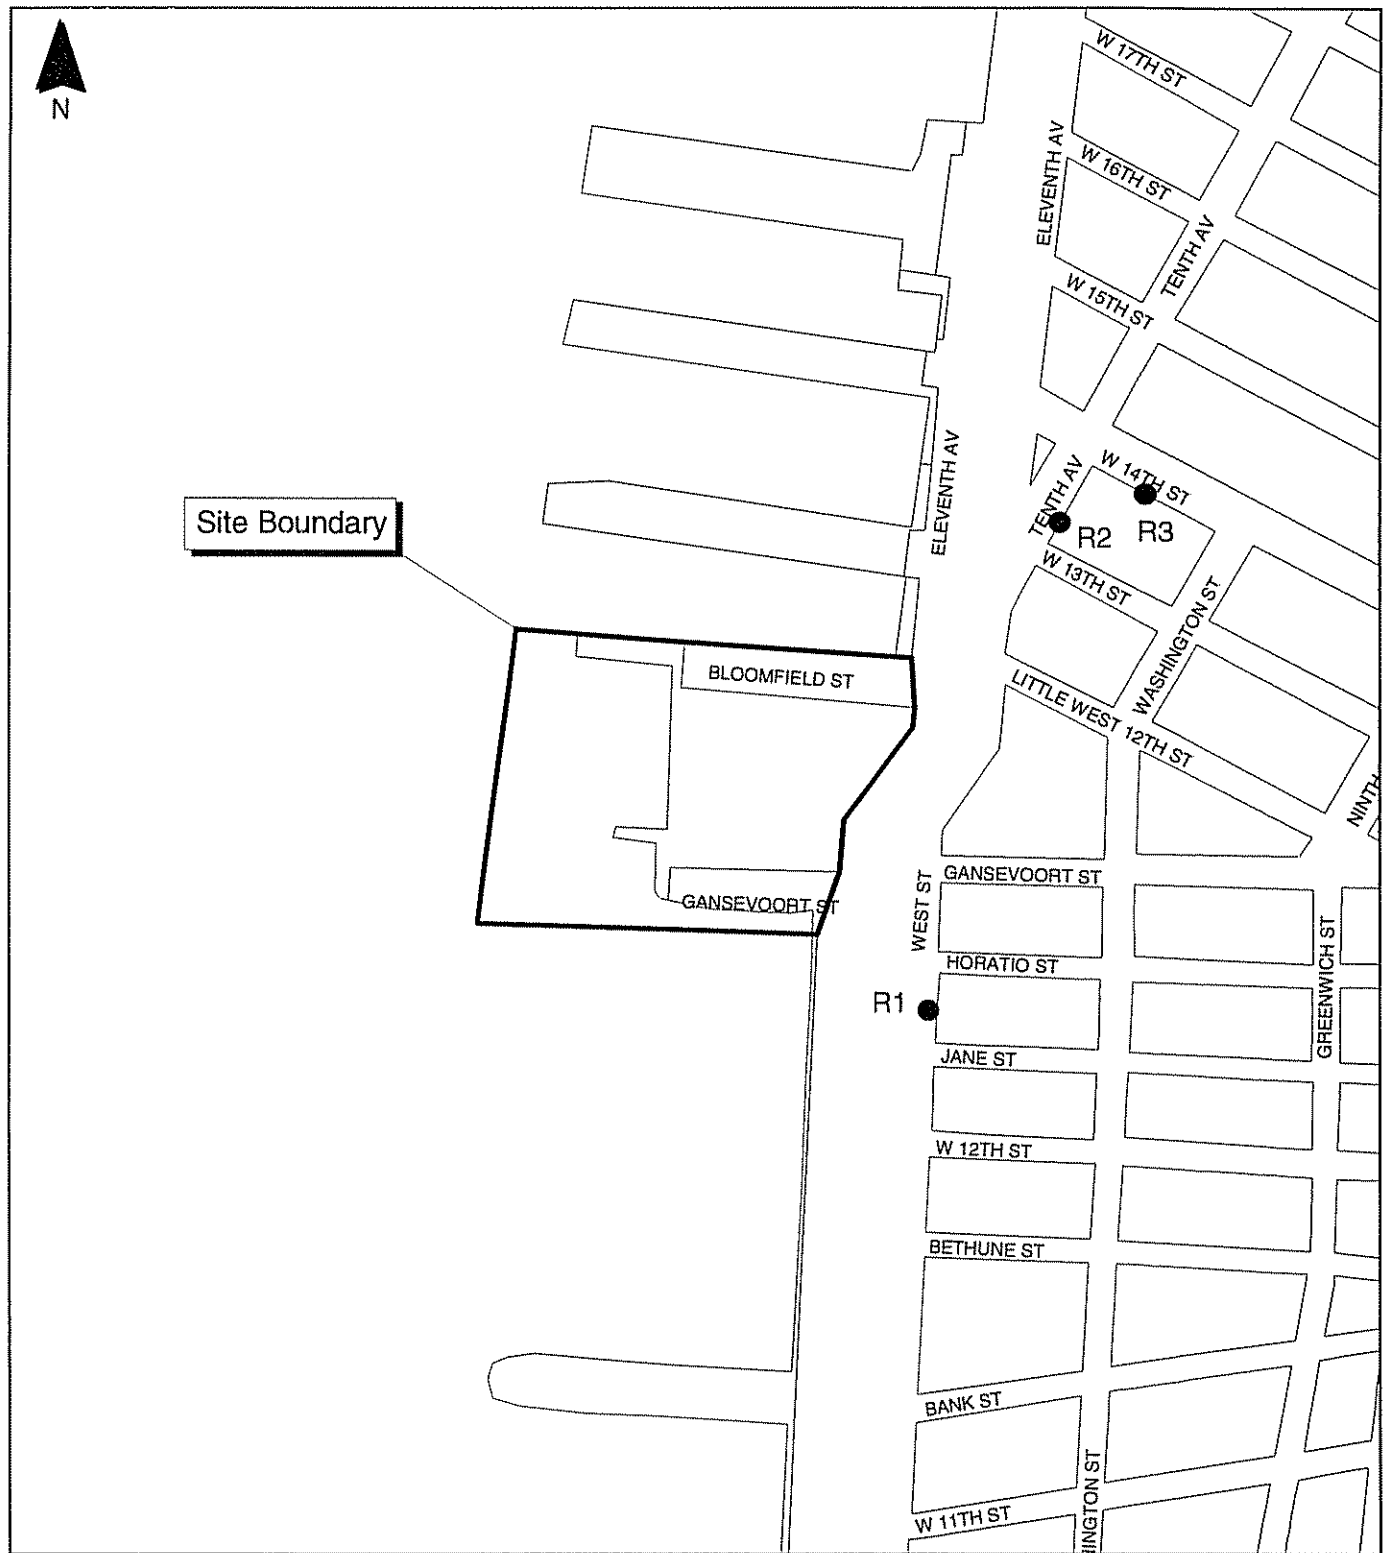 N
W 17TH ST
ELEVENTH AV
W 16TH ST
TENTH AV
W 15TH ST
ELEVENTH AV
TENTH AV
W 14TH ST
Site Boundary
R2
R3
W 13TH ST
WASHINGTON ST
BLOOMFIELD ST
LITTLE WEST 12TH ST
NINTH
GANSEVOORT ST
GANSEVOORT ST
WEST ST
HORATIO ST
GREENWICH ST
R1
JANE ST
W 12TH ST
BETHUNE ST
BANK ST
INGTON ST
W 11TH ST